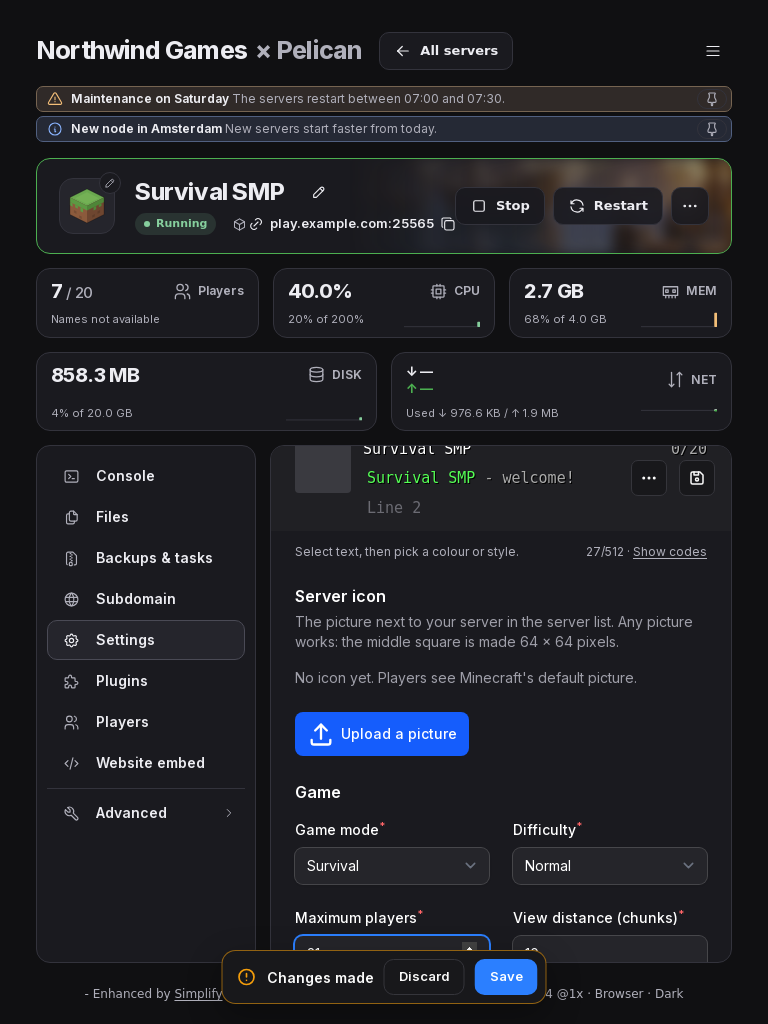 Northwind Games × Pelican
All servers
Maintenance on Saturday The servers restart between 07:00 and 07:30.
New node in Amsterdam New servers start faster from today.
Survival SMP
Running
play.example.com:25565
Stop
Restart
7 / 20
Players
Names not available
40.0%
CPU
20% of 200%
2.7 GB
MEM
68% of 4.0 GB
858.3 MB
DISK
4% of 20.0 GB
↓ —
↑ —
NET
Used ↓ 976.6 KB / ↑ 1.9 MB
Console
Files
Backups & tasks
Subdomain
Settings
Plugins
Players
Website embed
Advanced
Survival SMP
0/20
Survival SMP - welcome!
Line 2
Select text, then pick a colour or style.
27/512 · Show codes
Server icon
The picture next to your server in the server list. Any picture
works: the middle square is made 64 × 64 pixels.
No icon yet. Players see Minecraft's default picture.
Upload a picture
Game
Game mode*
Difficulty*
Survival
Normal
Maximum players*
View distance (chunks)*
Changes made
Discard
Save
- Enhanced by Simplify
4 @1x · Browser · Dark